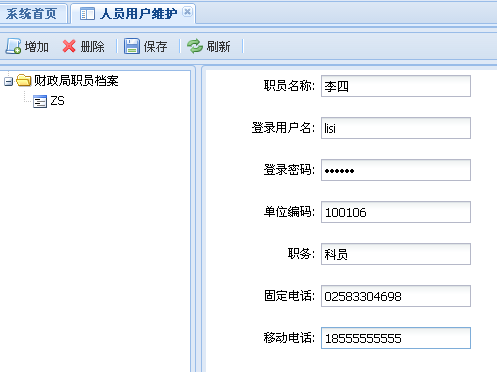 系统首页 人员用户维护
增加 删除 保存 刷新
财政局职员档案
ZS
职员名称: 李四
登录用户名: lisi
登录密码: ••••••
单位编码: 100106
职务: 科员
固定电话: 02583304698
移动电话: 18555555555